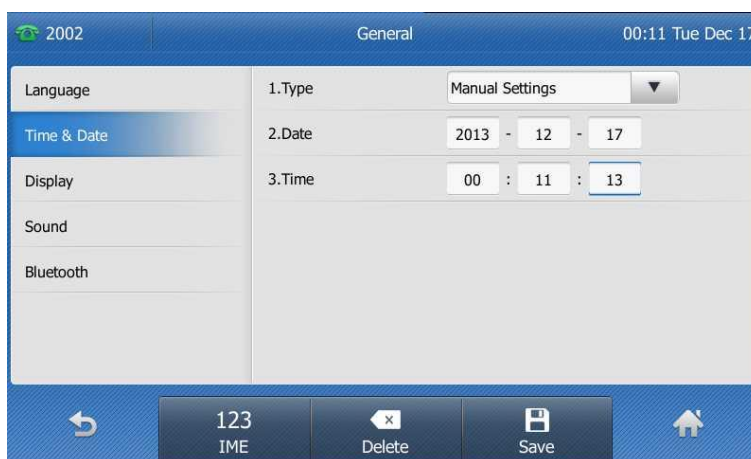 2002 General 00:11 Tue Dec 17
Language
Time & Date
Display
Sound
Bluetooth
1.Type Manual Settings
2.Date 2013 - 12 - 17
3.Time 00 : 11 : 13
123 IME
Delete
Save